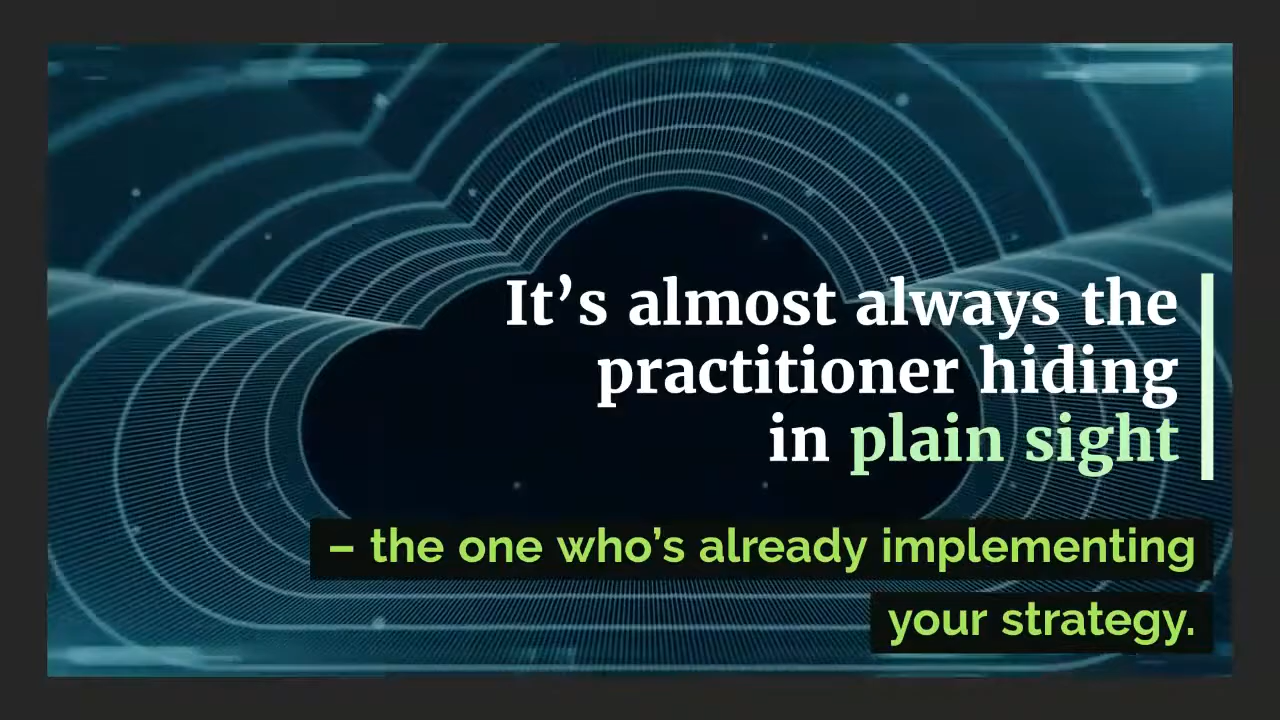 It’s almost always the
practitioner hiding
in plain sight
– the one who’s already implementing
your strategy.